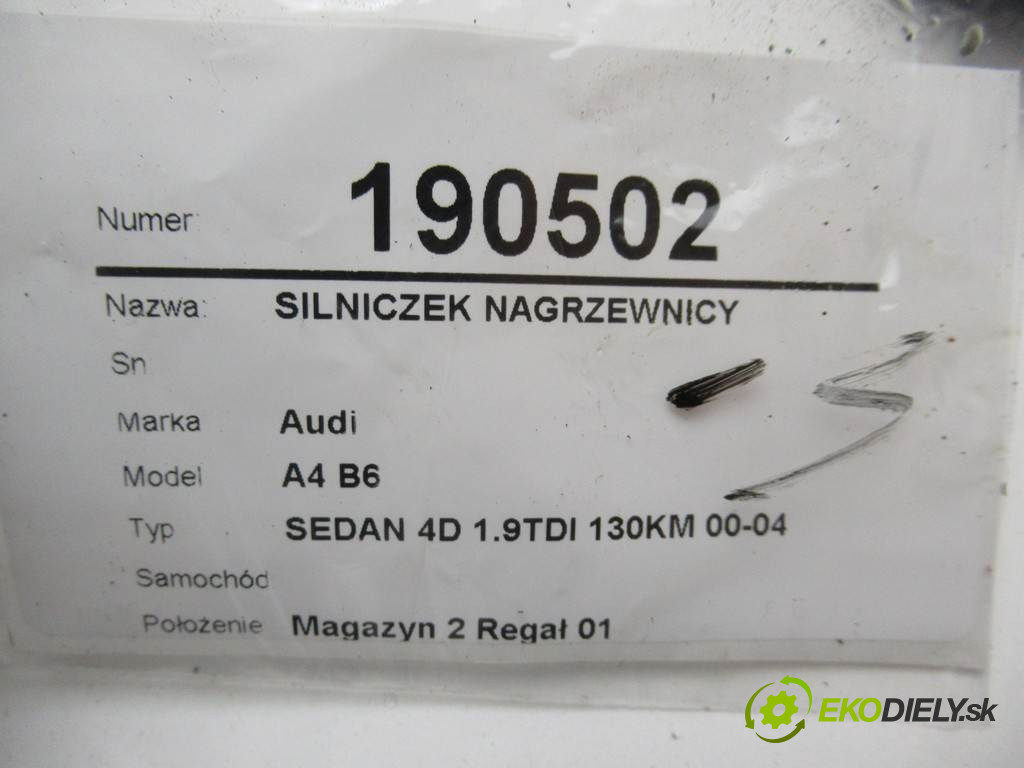 Numer: 190502
Nazwa: SILNICZEK NAGRZEWNICY
Sn
Marka Audi
Model A4 B6
Typ SEDAN 4D 1.9TDI 130KM 00-04
Samochód
Położenie Magazyn 2 Regał 01
EKODIELY.sk